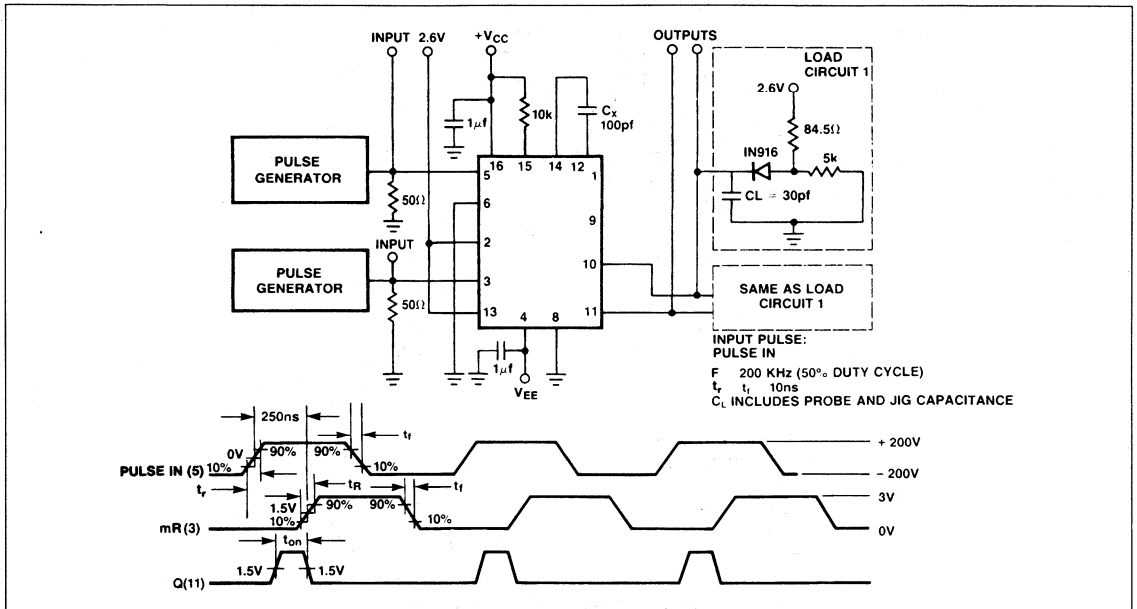 INPUT 2.6V +VCC OUTPUTS
LOAD
CIRCUIT 1
2.6V
84.5Ω
IN916
5k
CL = 30pf
1μf
10k
CX
100pf
PULSE
GENERATOR
50Ω
16 15 14 12 1
5
6
9
2
INPUT
10
3
PULSE
GENERATOR
50Ω
13 4 8 11
SAME AS LOAD
CIRCUIT 1
1μf
VEE
INPUT PULSE:
PULSE IN
F 200 KHz (50% DUTY CYCLE)
tr tf 10ns
CL INCLUDES PROBE AND JIG CAPACITANCE
250ns
tf
0V
90% 90%
+ 200V
PULSE IN (5) 10% 10%
- 200V
tr
tR
tf
1.5V
90% 90%
3V
10% 10%
mR (3)
0V
ton
1.5V 1.5V
Q(11)